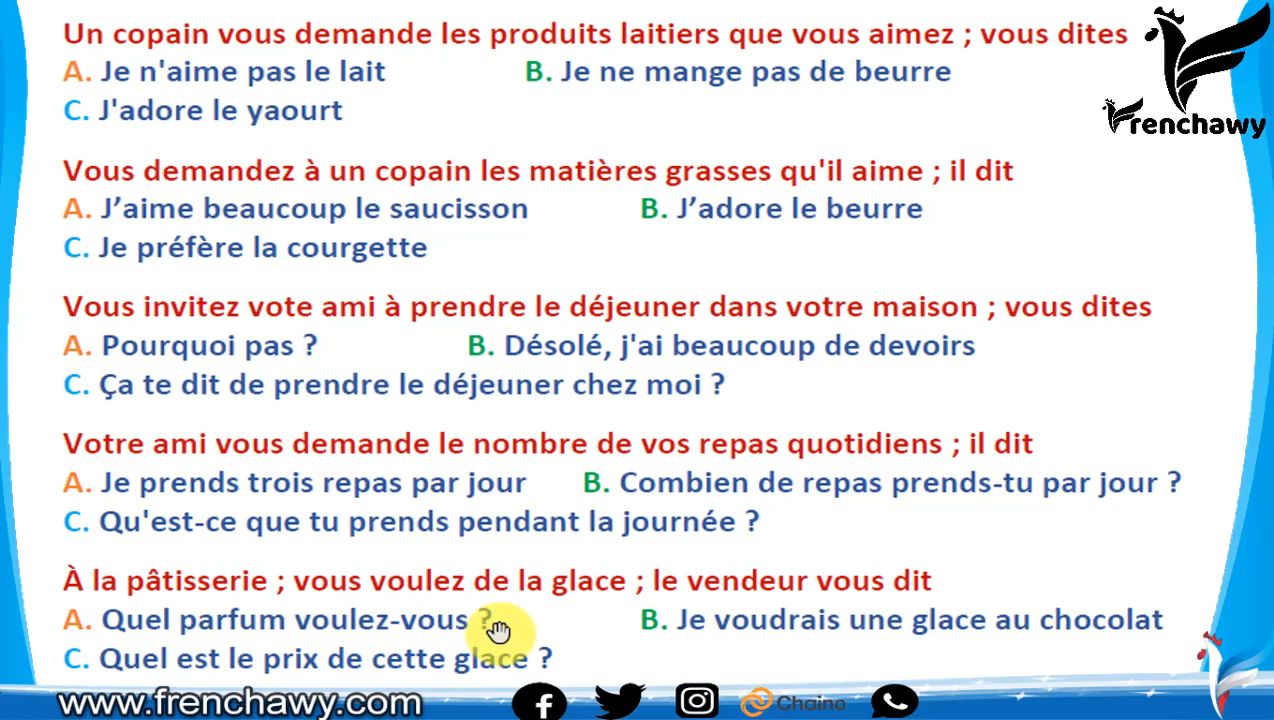 Un copain vous demande les produits laitiers que vous aimez ; vous dites
A. Je n'aime pas le lait B. Je ne mange pas de beurre
C. J'adore le yaourt
Frenchawy
Vous demandez à un copain les matières grasses qu'il aime ; il dit
A. J’aime beaucoup le saucisson B. J’adore le beurre
C. Je préfère la courgette
Vous invitez vote ami à prendre le déjeuner dans votre maison ; vous dites
A. Pourquoi pas ? B. Désolé, j'ai beaucoup de devoirs
C. Ça te dit de prendre le déjeuner chez moi ?
Votre ami vous demande le nombre de vos repas quotidiens ; il dit
A. Je prends trois repas par jour B. Combien de repas prends-tu par jour ?
C. Qu'est-ce que tu prends pendant la journée ?
À la pâtisserie ; vous voulez de la glace ; le vendeur vous dit
A. Quel parfum voulez-vous ? B. Je voudrais une glace au chocolat
C. Quel est le prix de cette glace ?
www.frenchawy.com Chaino